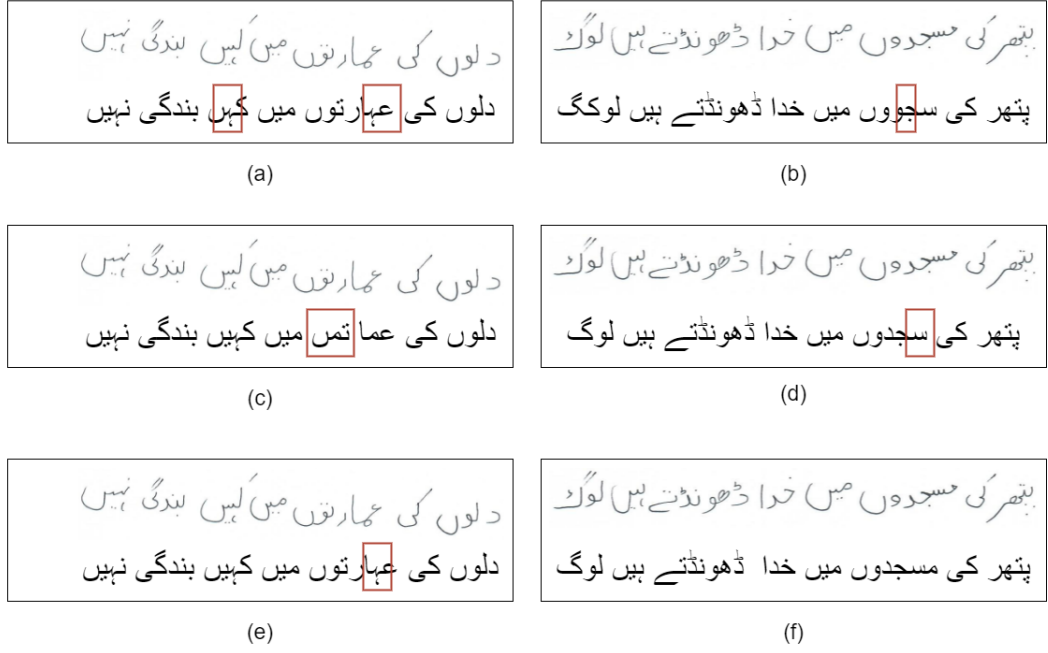 دلوں کی عمارتوں میں کہیں بندگی نہیں
دلوں کی عہارتوں میں کہں بندگی نہیں
(a)
پتھر کی مسجدوں میں خدا ڈھونڈتے ہیں لوگ
پتھر کی سجووں میں خدا ڈھونڈتے ہیں لوکگ
(b)
دلوں کی عمارتوں میں کہیں بندگی نہیں
دلوں کی عما تمں میں کہیں بندگی نہیں
(c)
پتھر کی مسجدوں میں خدا ڈھونڈتے ہیں لوگ
پتھر کی سجدوں میں خدا ڈھونڈتے ہیں لوگ
(d)
دلوں کی عمارتوں میں کہیں بندگی نہیں
دلوں کی عہارتوں میں کہیں بندگی نہیں
(e)
پتھر کی مسجدوں میں خدا ڈھونڈتے ہیں لوگ
پتھر کی مسجدوں میں خدا ڈھونڈتے ہیں لوگ
(f)